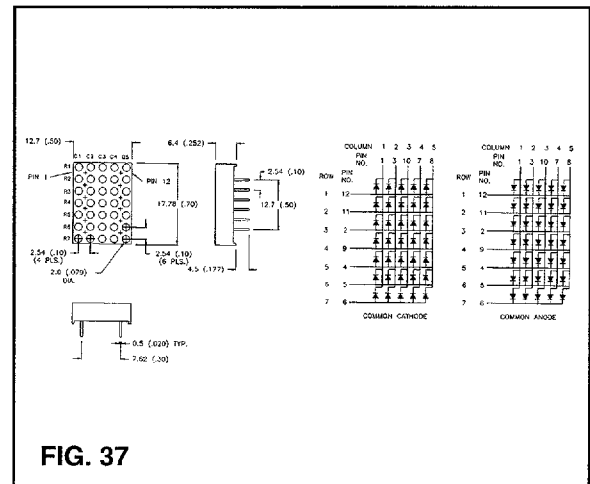 12.7 (.50)
C1 C2 C3 C4 C5
R1
R2
R3
R4
R5
R6
R7
PIN 1
PIN 12
17.78 (.70)
2.54 (.10)
(4 PLS.)
2.54 (.10)
(6 PLS.)
2.0 (.079)
DIA.
6.4 (.252)
2.54 (.10)
12.7 (.50)
4.5 (.177)
0.5 (.020) TYP.
7.62 (.30)
COLUMN 1 2 3 4 5
PIN NO. 1 3 10 7 8
ROW PIN NO.
1 12
2 11
3 2
4 9
5 4
6 5
7 6
COMMON CATHODE
COLUMN 1 2 3 4 5
PIN NO. 1 3 10 7 8
ROW PIN NO.
1 12
2 11
3 2
4 9
5 4
6
7 6
COMMON ANODE
FIG. 37